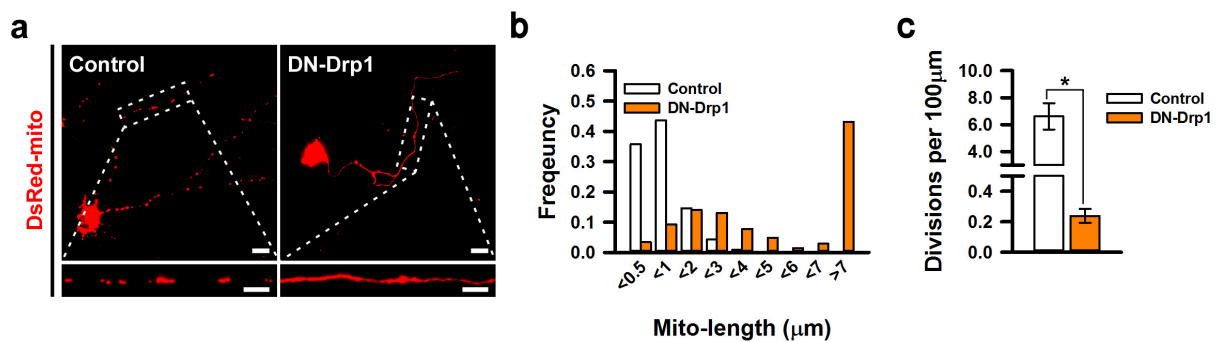 a
DsRed-mito
Control
DN-Drp1
b
Freqeuncy
0.6
0.5
0.4
0.3
0.2
0.1
0.0
Control
DN-Drp1
<0.5
<1
<2
<3
<4
<5
<6
<7
>7
Mito-length (μm)
c
Divisions per 100μm
10.0
8.0
6.0
4.0
0.4
0.2
0.0
*
Control
DN-Drp1